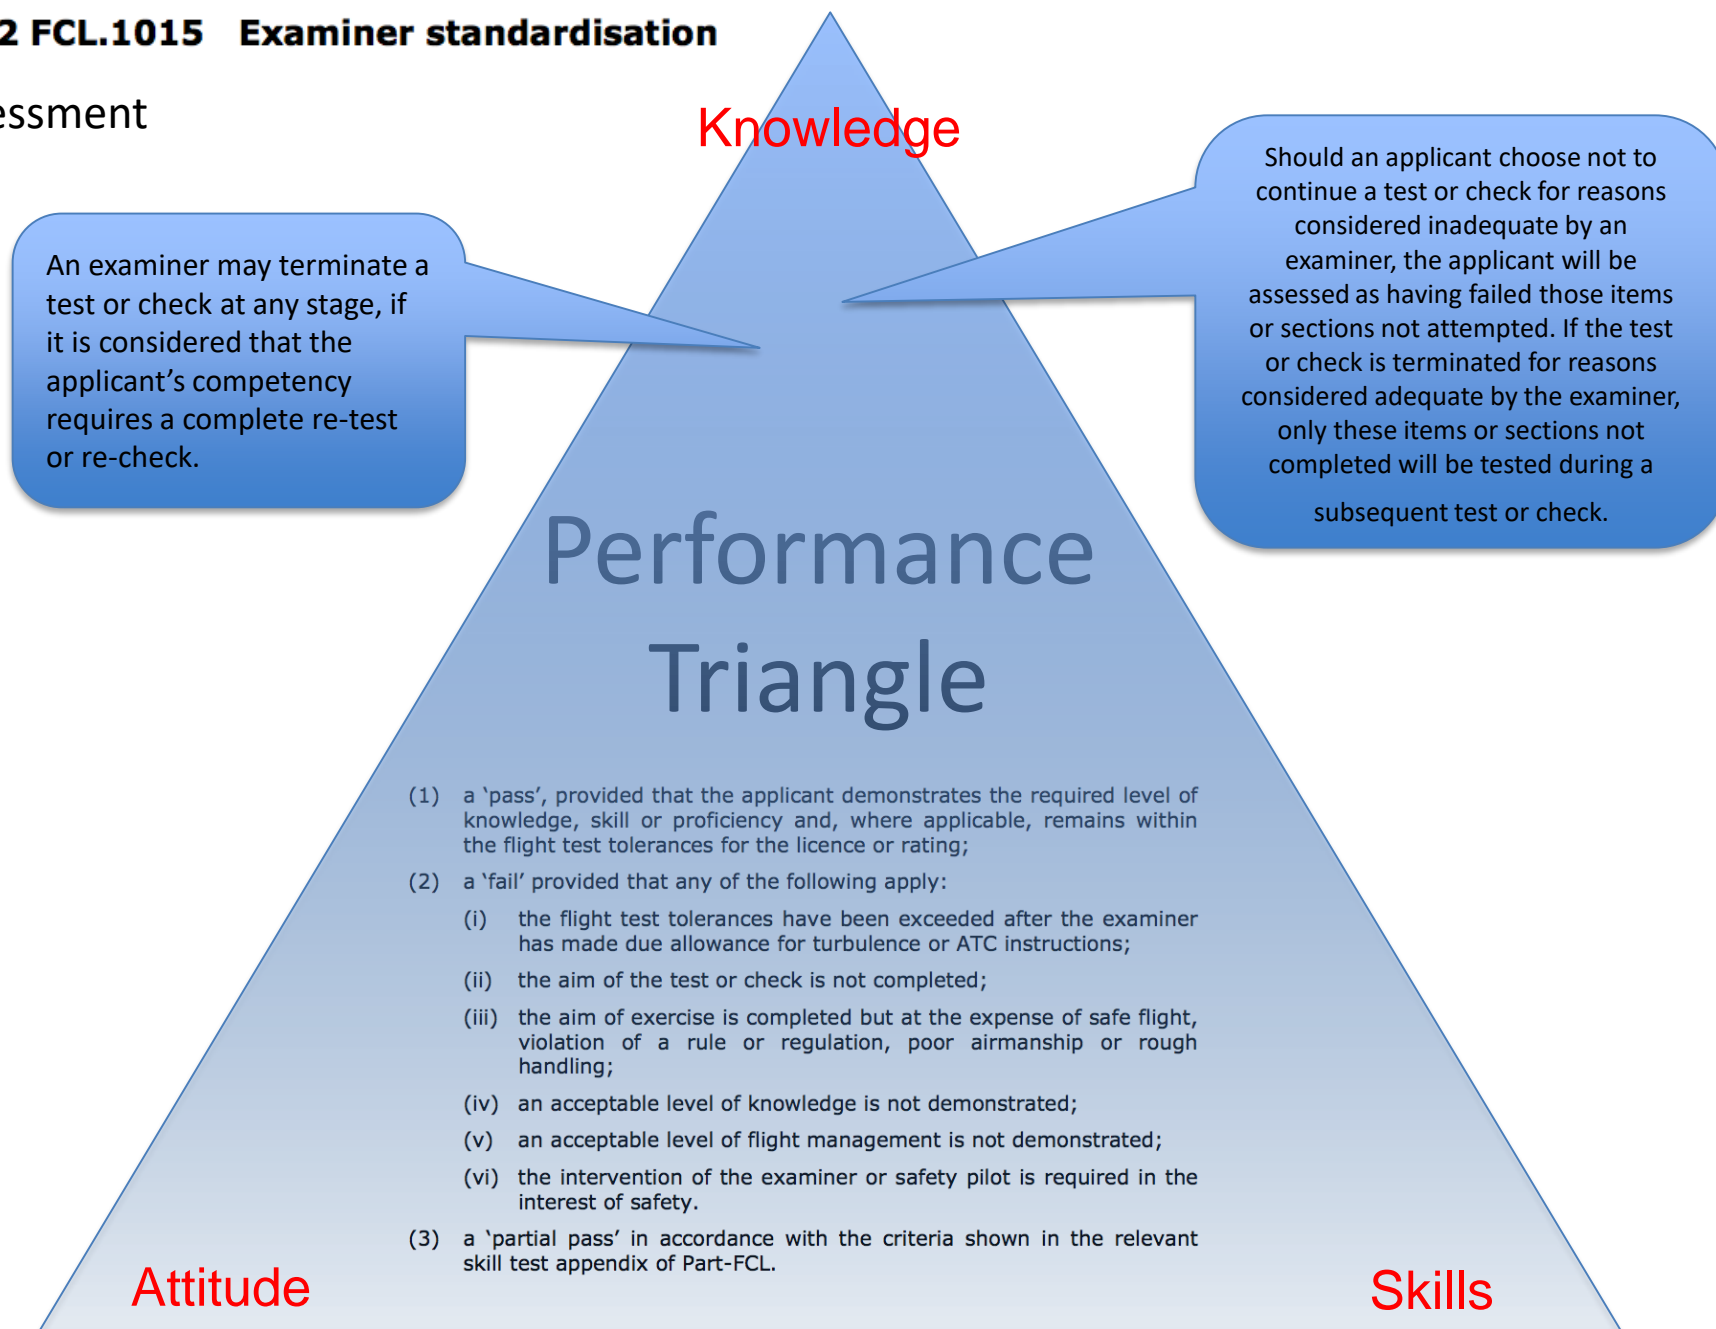 2 FCL.1015 Examiner standardisation
essment
Knowledge
An examiner may terminate a
test or check at any stage, if
it is considered that the
applicant’s competency
requires a complete re-test
or re-check.
Should an applicant choose not to
continue a test or check for reasons
considered inadequate by an
examiner, the applicant will be
assessed as having failed those items
or sections not attempted. If the test
or check is terminated for reasons
considered adequate by the examiner,
only these items or sections not
completed will be tested during a
subsequent test or check.
Performance
Triangle
(1) a ‘pass’, provided that the applicant demonstrates the required level of
knowledge, skill or proficiency and, where applicable, remains within
the flight test tolerances for the licence or rating;
(2) a ‘fail’ provided that any of the following apply:
(i) the flight test tolerances have been exceeded after the examiner
has made due allowance for turbulence or ATC instructions;
(ii) the aim of the test or check is not completed;
(iii) the aim of exercise is completed but at the expense of safe flight,
violation of a rule or regulation, poor airmanship or rough
handling;
(iv) an acceptable level of knowledge is not demonstrated;
(v) an acceptable level of flight management is not demonstrated;
(vi) the intervention of the examiner or safety pilot is required in the
interest of safety.
(3) a ‘partial pass’ in accordance with the criteria shown in the relevant
skill test appendix of Part-FCL.
Attitude
Skills